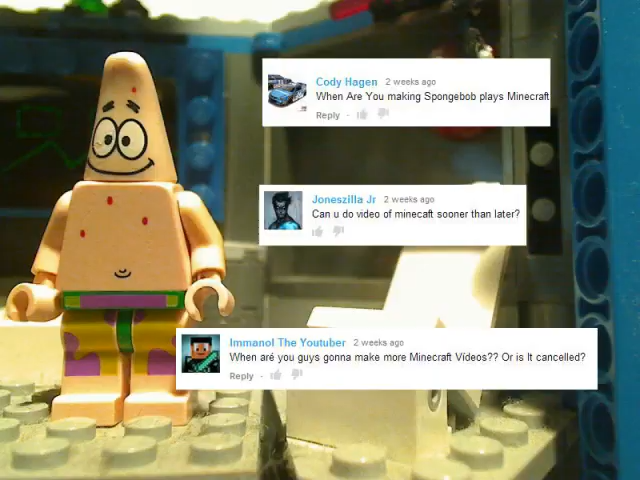 Cody Hagen 2 weeks ago
When Are You making Spongebob plays Minecraft
Reply ·
Joneszilla Jr 2 weeks ago
Can u do video of minecaft sooner than later?
Immanol The Youtuber 2 weeks ago
When aré you guys gonna make more Minecraft Vídeos?? Or is It cancelled?
Reply ·